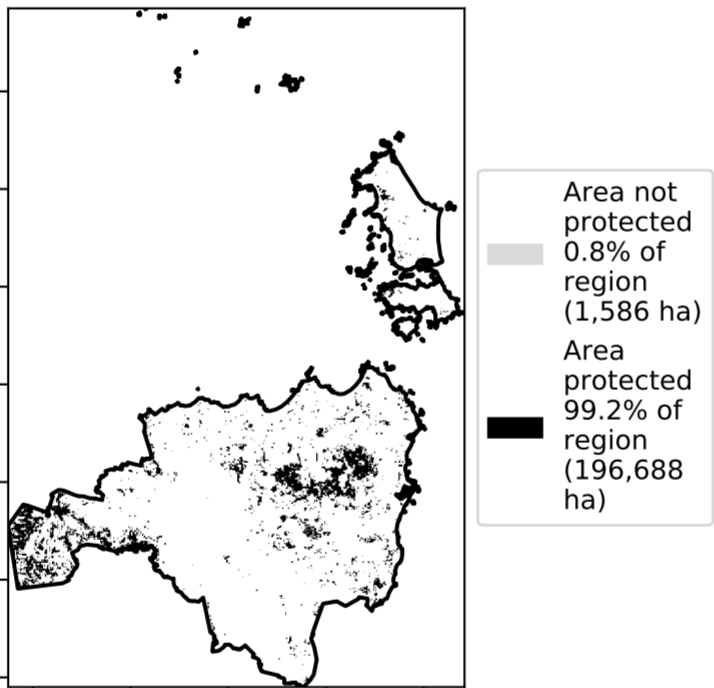 Area not
protected
0.8% of
region
(1,586 ha)
Area
protected
99.2% of
region
(196,688
ha)